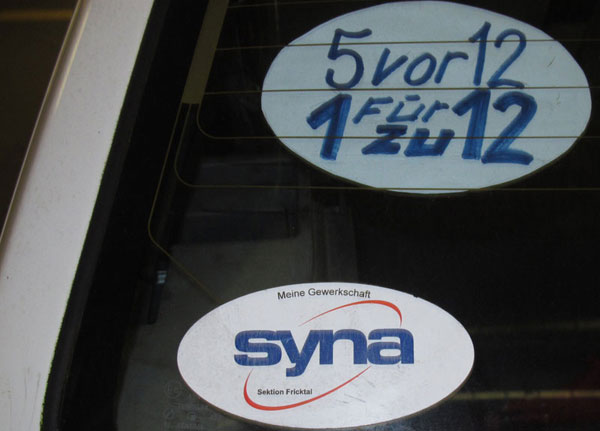 5 vor 12
1 Für zu 12
Meine Gewerkschaft
syna
Sektion Fricktal